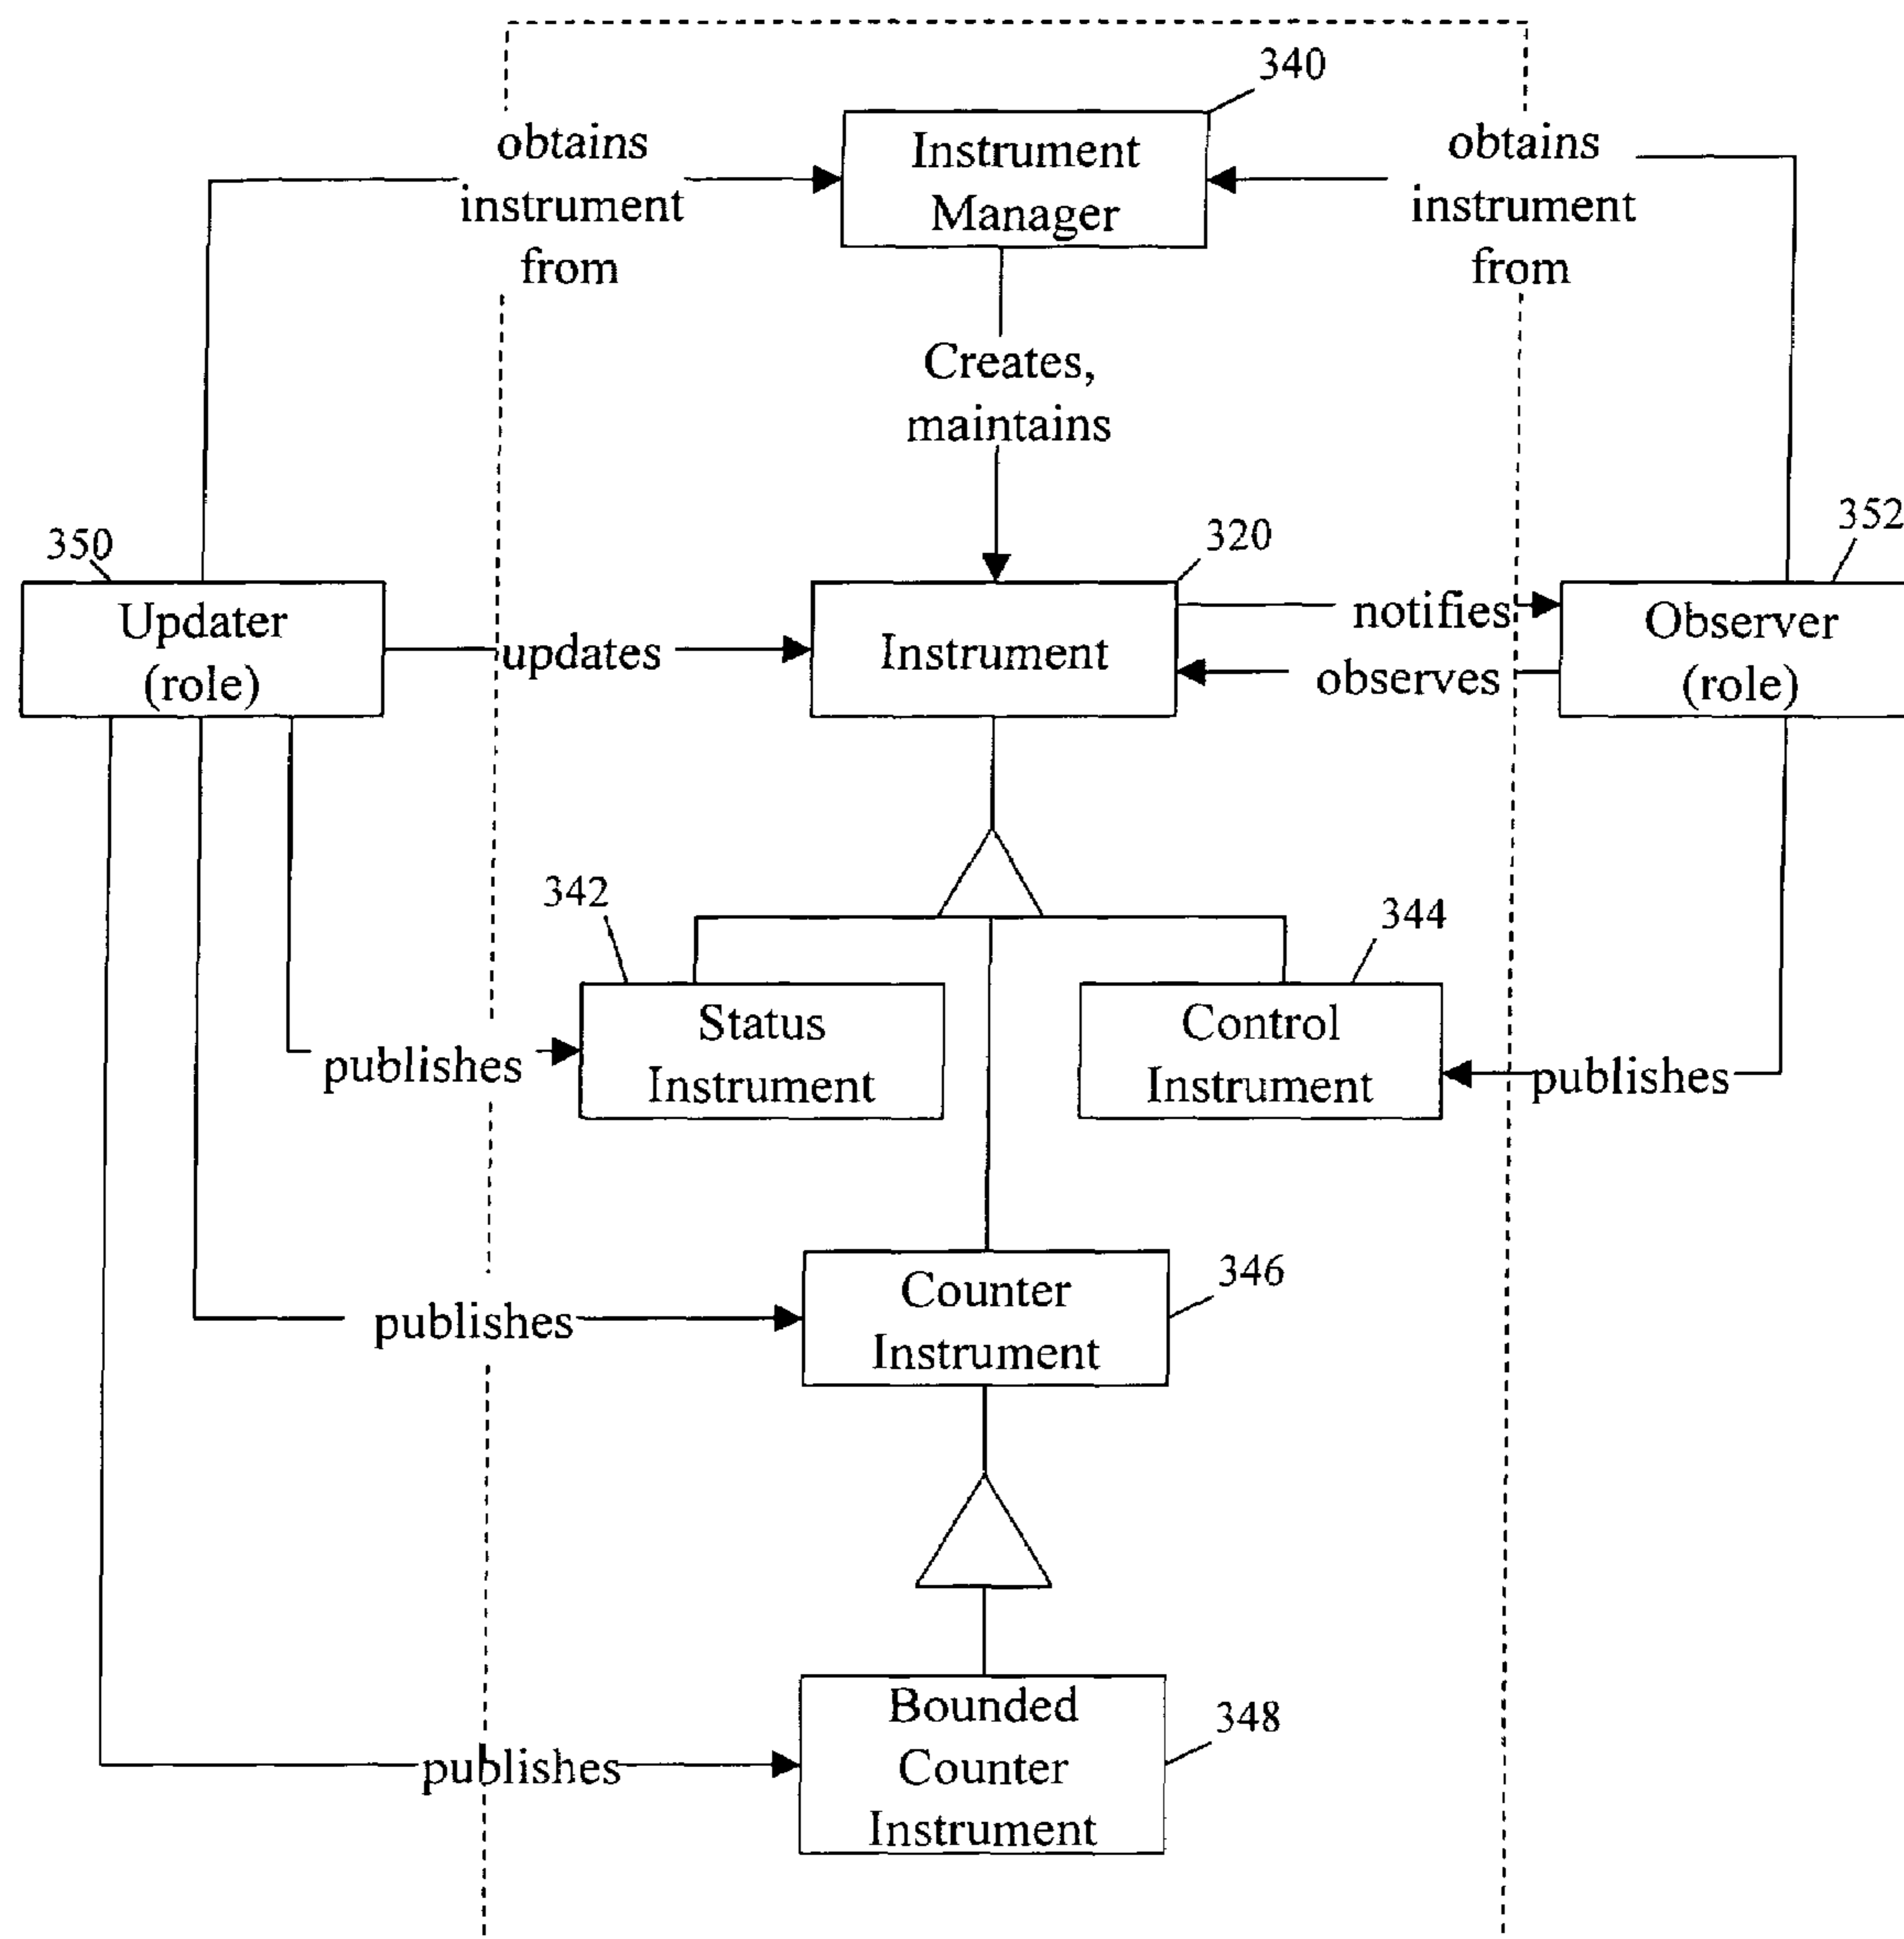 340
obtains
instrument
from
Instrument
Manager
obtains
instrument
from
Creates,
maintains
350
320
352
Updater
(role)
updates
Instrument
notifies
observes
Observer
(role)
342
344
Status
Instrument
Control
Instrument
publishes
publishes
346
Counter
Instrument
publishes
348
Bounded
Counter
Instrument
publishes